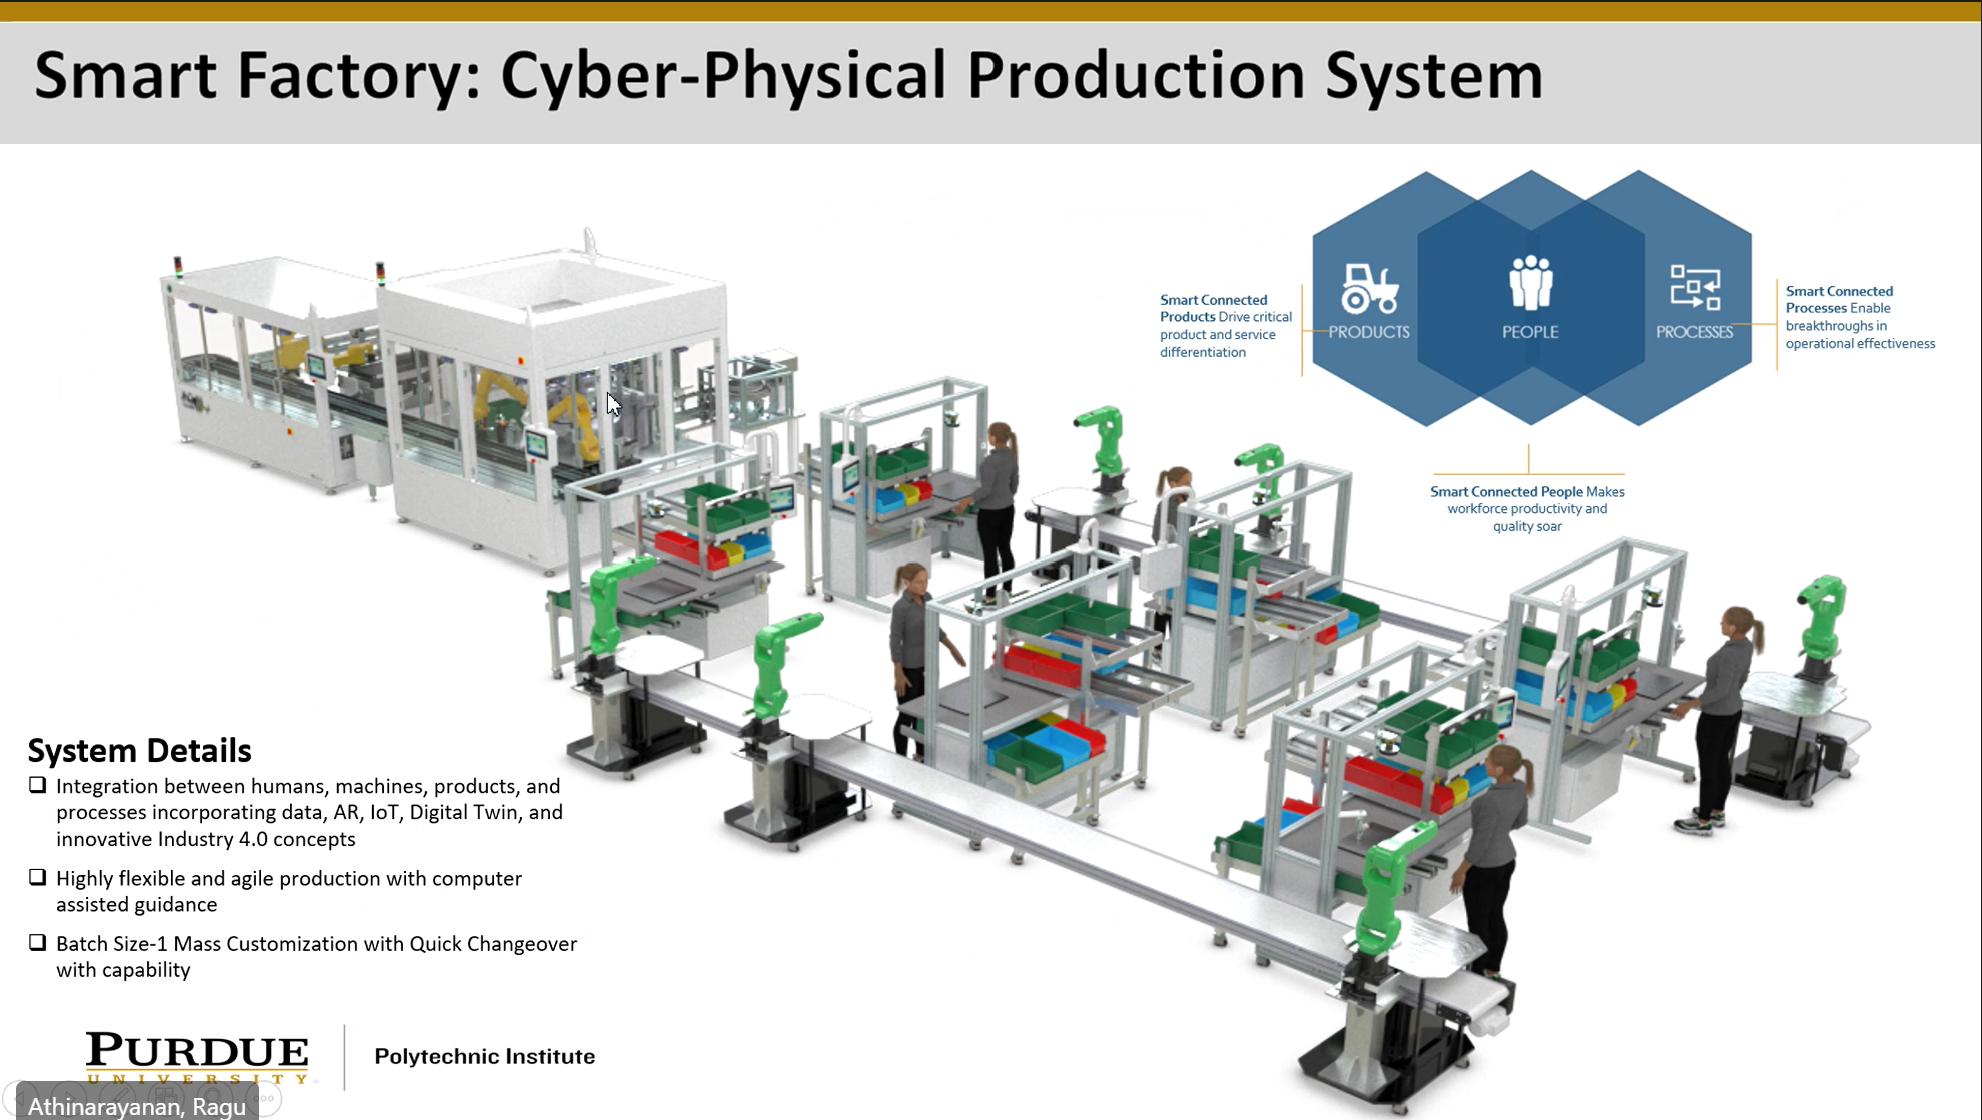 Smart Factory: Cyber-Physical Production System
Smart Connected
Products Drive critical
product and service
differentiation
PRODUCTS
PEOPLE
PROCESSES
Smart Connected
Processes Enable
breakthroughs in
operational effectiveness
Smart Connected People Makes
workforce productivity and
quality soar
System Details
Integration between humans, machines, products, and
processes incorporating data, AR, IoT, Digital Twin, and
innovative Industry 4.0 concepts
Highly flexible and agile production with computer
assisted guidance
Batch Size-1 Mass Customization with Quick Changeover
with capability
PURDUE
UNIVERSITY
Polytechnic Institute
Athinarayanan, Ragu